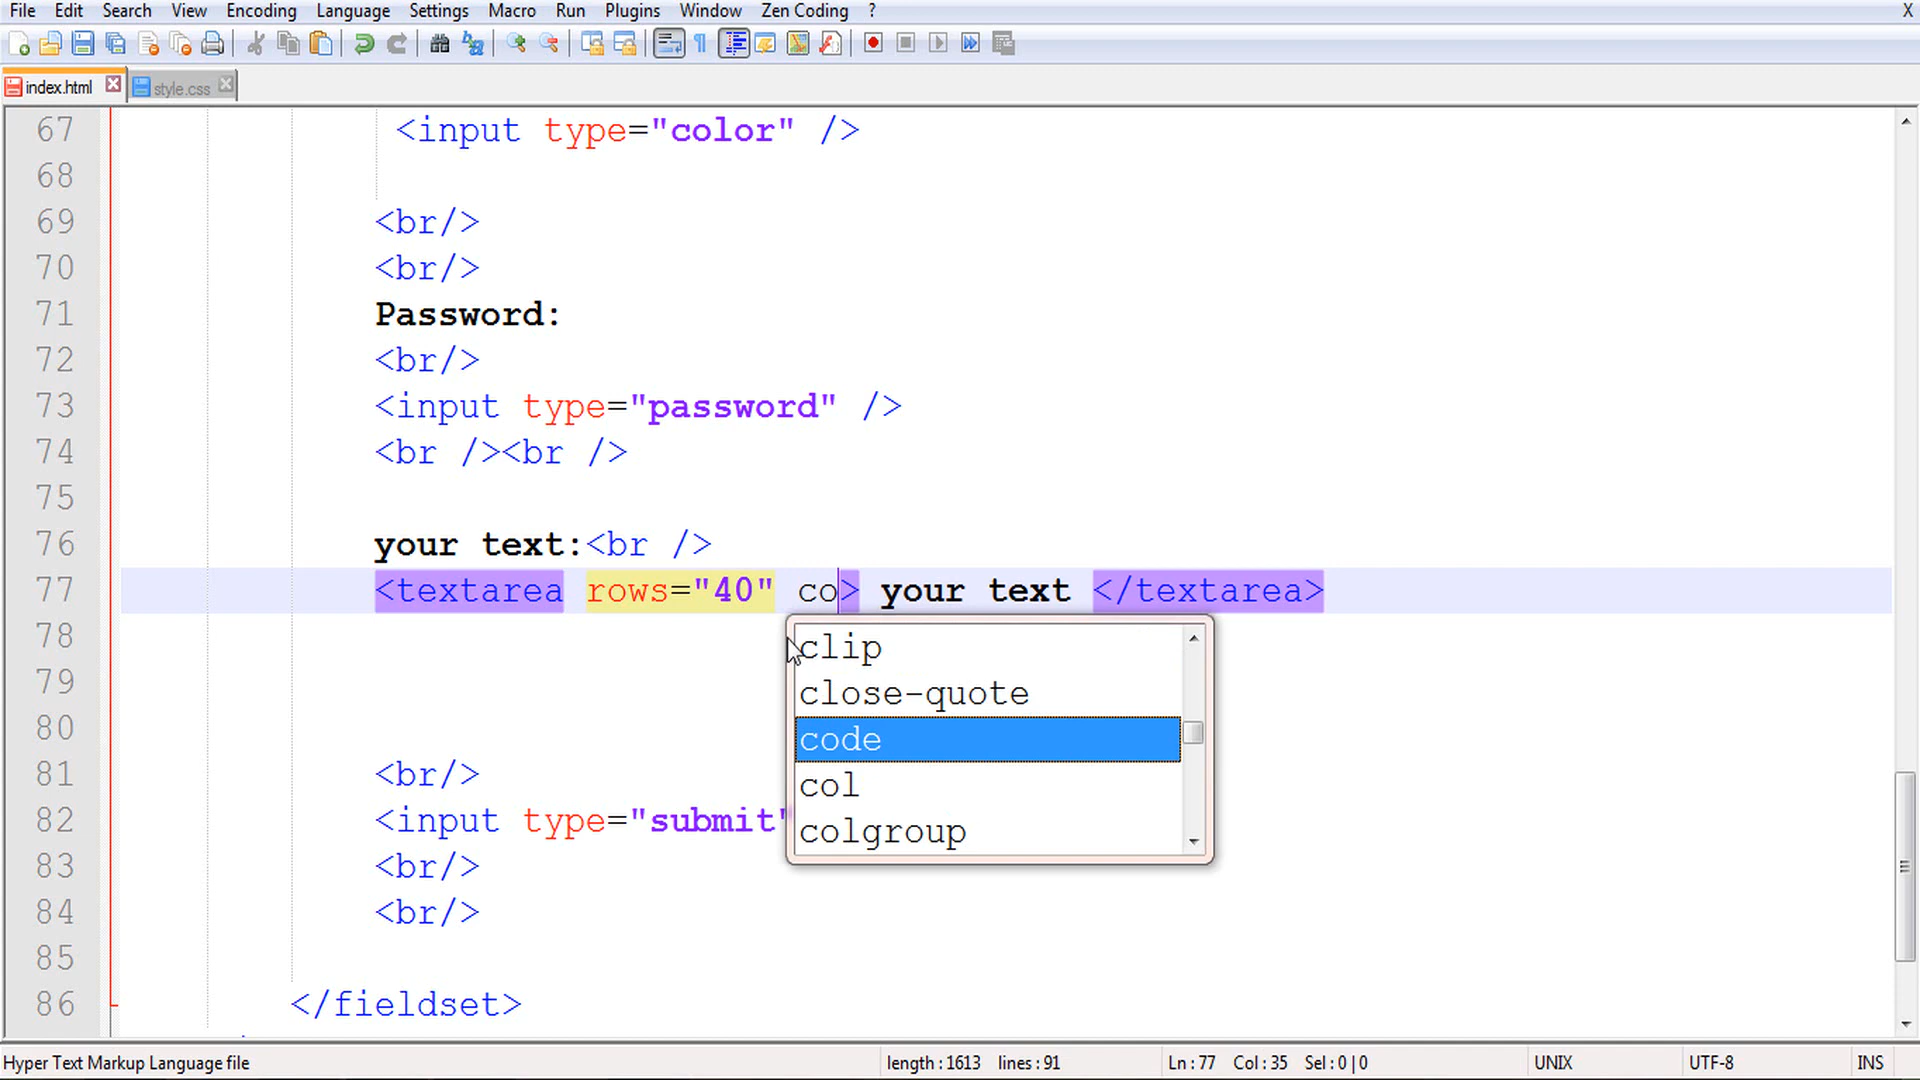 File Edit Search View Encoding Language Settings Macro Run Plugins Window Zen Coding ? X
index.html style.css
67 <input type="color" />
68
69 <br/>
70 <br/>
71 Password:
72 <br/>
73 <input type="password" />
74 <br /><br />
75
76 your text:<br />
77 <textarea rows="40" co> your text </textarea>
78 clip
79 close-quote
80 code
81 <br/> col
82 <input type="submit" colgroup
83 <br/>
84 <br/>
85
86 </fieldset>
Hyper Text Markup Language file length : 1613 lines : 91 Ln : 77 Col : 35 Sel : 0 | 0 UNIX UTF-8 INS